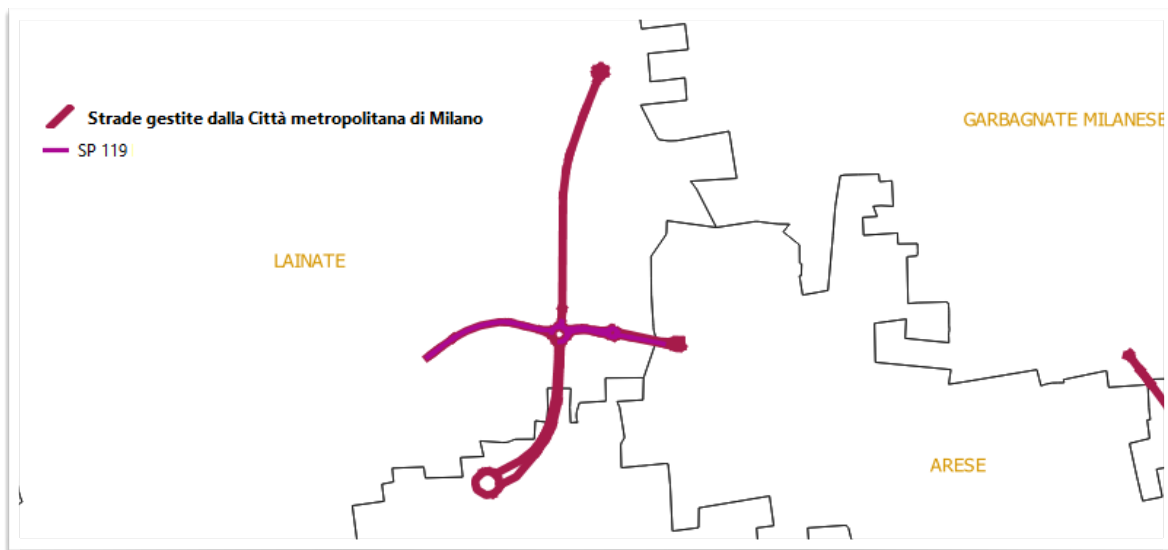 Strade gestite dalla Città metropolitana di Milano
SP 119
GARBAGNATE MILANESE
LAINATE
ARESE